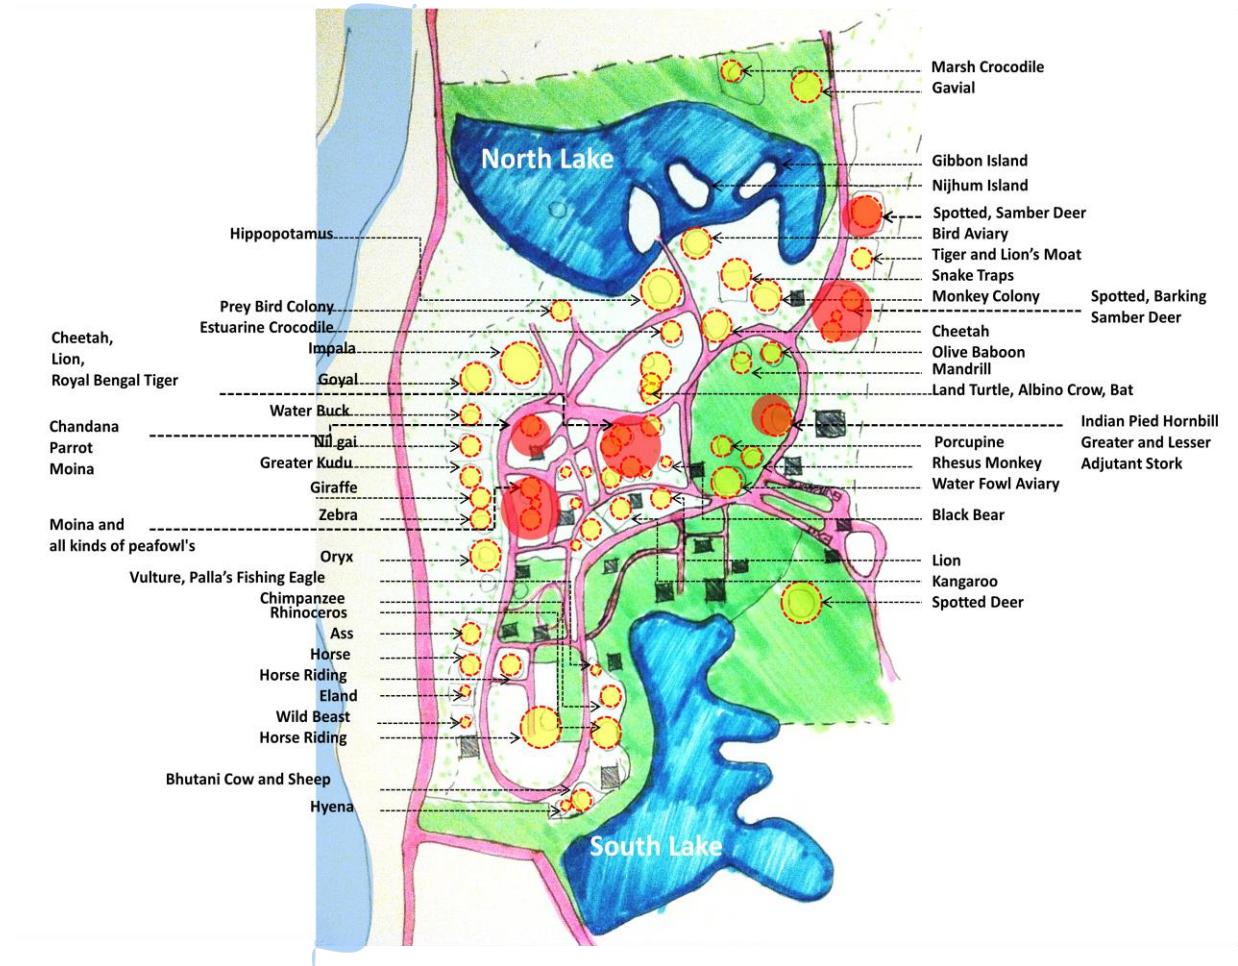 Marsh Crocodile
Gavial
North Lake
Gibbon Island
Nijhum Island
Spotted, Samber Deer
Hippopotamus
Bird Aviary
Tiger and Lion's Moat
Snake Traps
Monkey Colony
Spotted, Barking
Samber Deer
Prey Bird Colony
Estuarine Crocodile
Cheetah
Cheetah,
Lion,
Royal Bengal Tiger
Impala
Olive Baboon
Mandrill
Goyal
Land Turtle, Albino Crow, Bat
Water Buck
Chandana
Parrot
Moina
Indian Pied Hornbill
Greater and Lesser
Adjutant Stork
Nil gai
Porcupine
Greater Kudu
Rhesus Monkey
Giraffe
Water Fowl Aviary
Zebra
Black Bear
Moina and
all kinds of peafowl's
Oryx
Lion
Vulture, Palla's Fishing Eagle
Kangaroo
Chimpanzee
Spotted Deer
Rhinoceros
Ass
Horse
Horse Riding
Eland
Wild Beast
Horse Riding
Bhutani Cow and Sheep
Hyena
South Lake